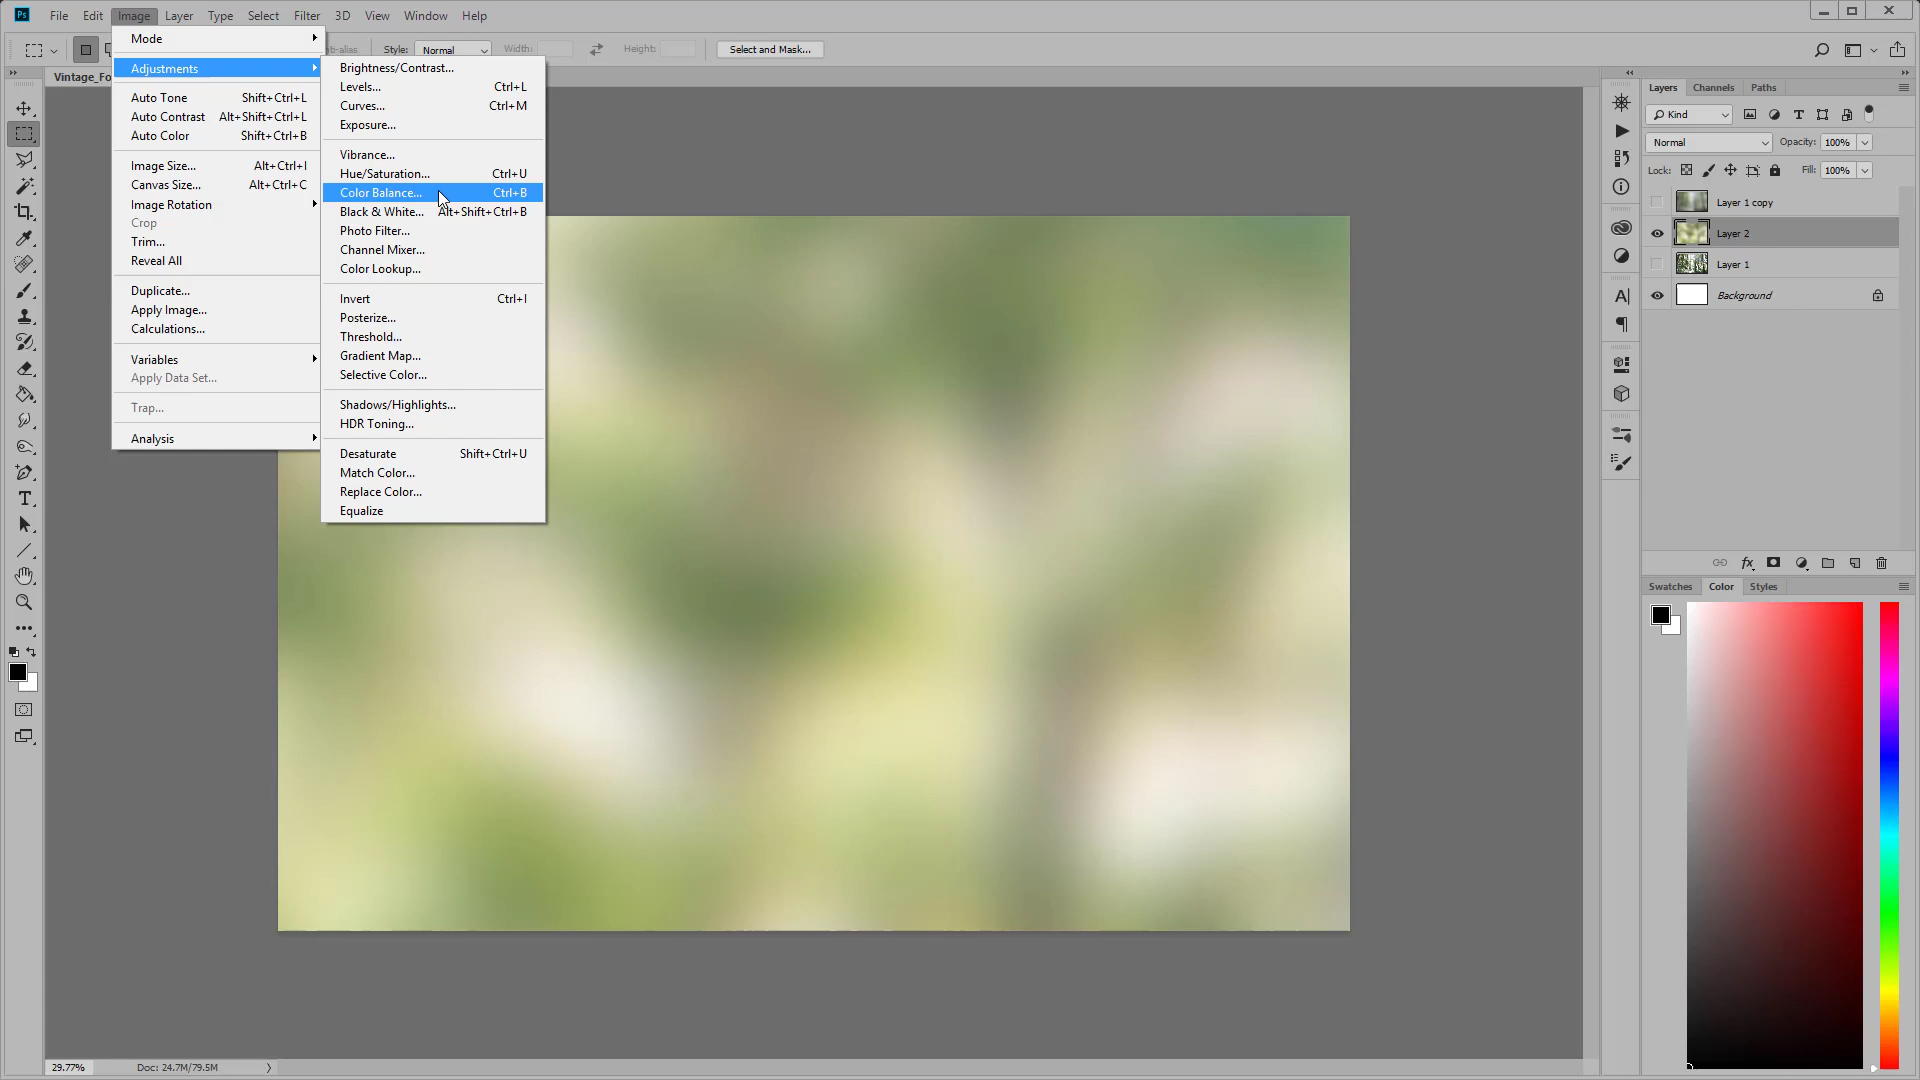 Ps File Edit Image Layer Type Select Filter 3D View Window Help
Style: Normal Width: Height: Select and Mask...
Vintage_Fo
Mode
Adjustments
Auto Tone Shift+Ctrl+L
Auto Contrast Alt+Shift+Ctrl+L
Auto Color Shift+Ctrl+B
Image Size... Alt+Ctrl+I
Canvas Size... Alt+Ctrl+C
Image Rotation
Crop
Trim...
Reveal All
Duplicate...
Apply Image...
Calculations...
Variables
Apply Data Set...
Trap...
Analysis
Brightness/Contrast...
Levels... Ctrl+L
Curves... Ctrl+M
Exposure...
Vibrance...
Hue/Saturation... Ctrl+U
Color Balance... Ctrl+B
Black & White... Alt+Shift+Ctrl+B
Photo Filter...
Channel Mixer...
Color Lookup...
Invert Ctrl+I
Posterize...
Threshold...
Gradient Map...
Selective Color...
Shadows/Highlights...
HDR Toning...
Desaturate Shift+Ctrl+U
Match Color...
Replace Color...
Equalize
Layers Channels Paths
Kind
Normal Opacity: 100%
Lock: Fill: 100%
Layer 1 copy
Layer 2
Layer 1
Background
fx
Swatches Color Styles
29.77% Doc: 24.7M/79.5M